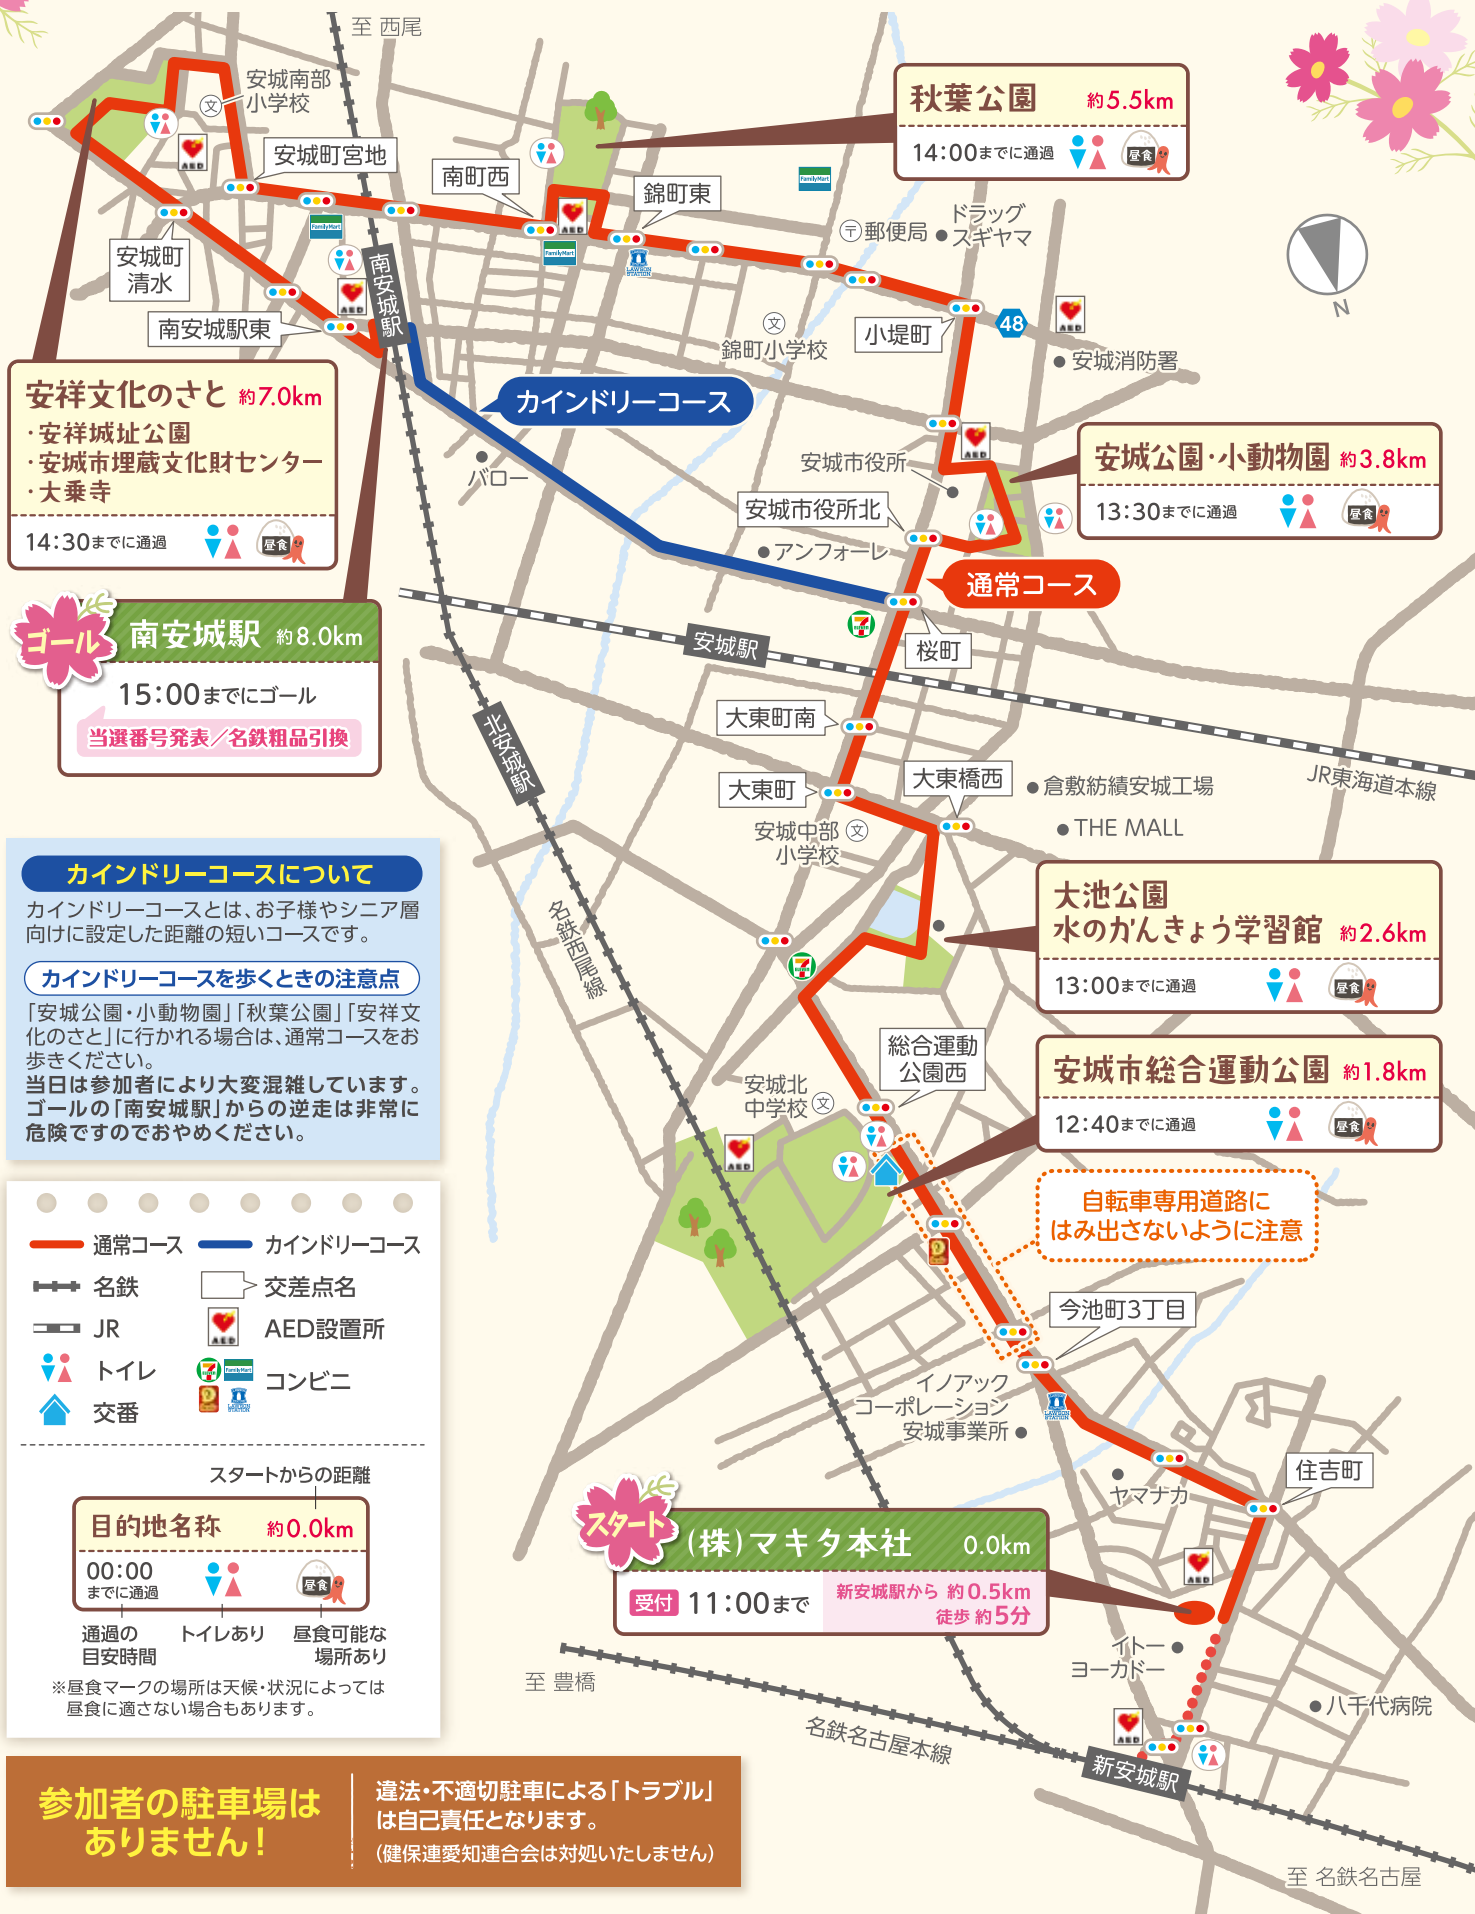 至 西尾
安城南部
小学校
文
安城町宮地
南町西
錦町東
秋葉公園 約5.5km
14:00までに通過
昼食
FamilyMart
〒郵便局
ドラッグ
スギヤマ
AED
安城町
清水
南安城駅東
南安城駅
FamilyMart
FamilyMart
LAWSON
STATION
文
錦町小学校
小堤町
48
AED
安城消防署
N
安祥文化のさと 約7.0km
・安祥城址公園
・安城市埋蔵文化財センター
・大乗寺
14:30までに通過
昼食
カインドリーコース
バロー
安城市役所
AED
安城市役所北
アンフォーレ
安城公園・小動物園 約3.8km
13:30までに通過
昼食
通常コース
ゴール
南安城駅 約8.0km
15:00までにゴール
当選番号発表／名鉄粗品引換
安城駅
桜町
北安城駅
大東町南
大東町
大東橋西
倉敷紡績安城工場
JR東海道本線
THE MALL
安城中部
小学校
文
名鉄西尾線
大池公園
水のかんきょう学習館 約2.6km
13:00までに通過
昼食
カインドリーコースについて
カインドリーコースとは、お子様やシニア層
向けに設定した距離の短いコースです。
カインドリーコースを歩くときの注意点
「安城公園・小動物園」「秋葉公園」「安祥文
化のさと」に行かれる場合は、通常コースをお
歩きください。
当日は参加者により大変混雑しています。
ゴールの「南安城駅」からの逆走は非常に
危険ですのでおやめください。
総合運動
公園西
安城北
中学校
文
AED
安城市総合運動公園 約1.8km
12:40までに通過
昼食
自転車専用道路に
はみ出さないように注意
今池町3丁目
イノアック
コーポレーション
安城事業所
LAWSON
STATION
ヤマナカ
住吉町
通常コース
カインドリーコース
名鉄
交差点名
JR
AED
AED設置所
トイレ
FamilyMart
LAWSON
STATION
コンビニ
交番
スタートからの距離
目的地名称 約0.0km
00:00
までに通過
昼食
通過の
目安時間
トイレあり
昼食可能な
場所あり
※昼食マークの場所は天候・状況によっては
昼食に適さない場合もあります。
スタート
(株)マキタ本社 0.0km
受付 11:00まで
新安城駅から 約0.5km
徒歩 約5分
AED
イトー
ヨーカドー
至 豊橋
名鉄名古屋本線
AED
新安城駅
八千代病院
至 名鉄名古屋
参加者の駐車場は
ありません！
違法・不適切駐車による「トラブル」
は自己責任となります。
(健保連愛知連合会は対処いたしません)